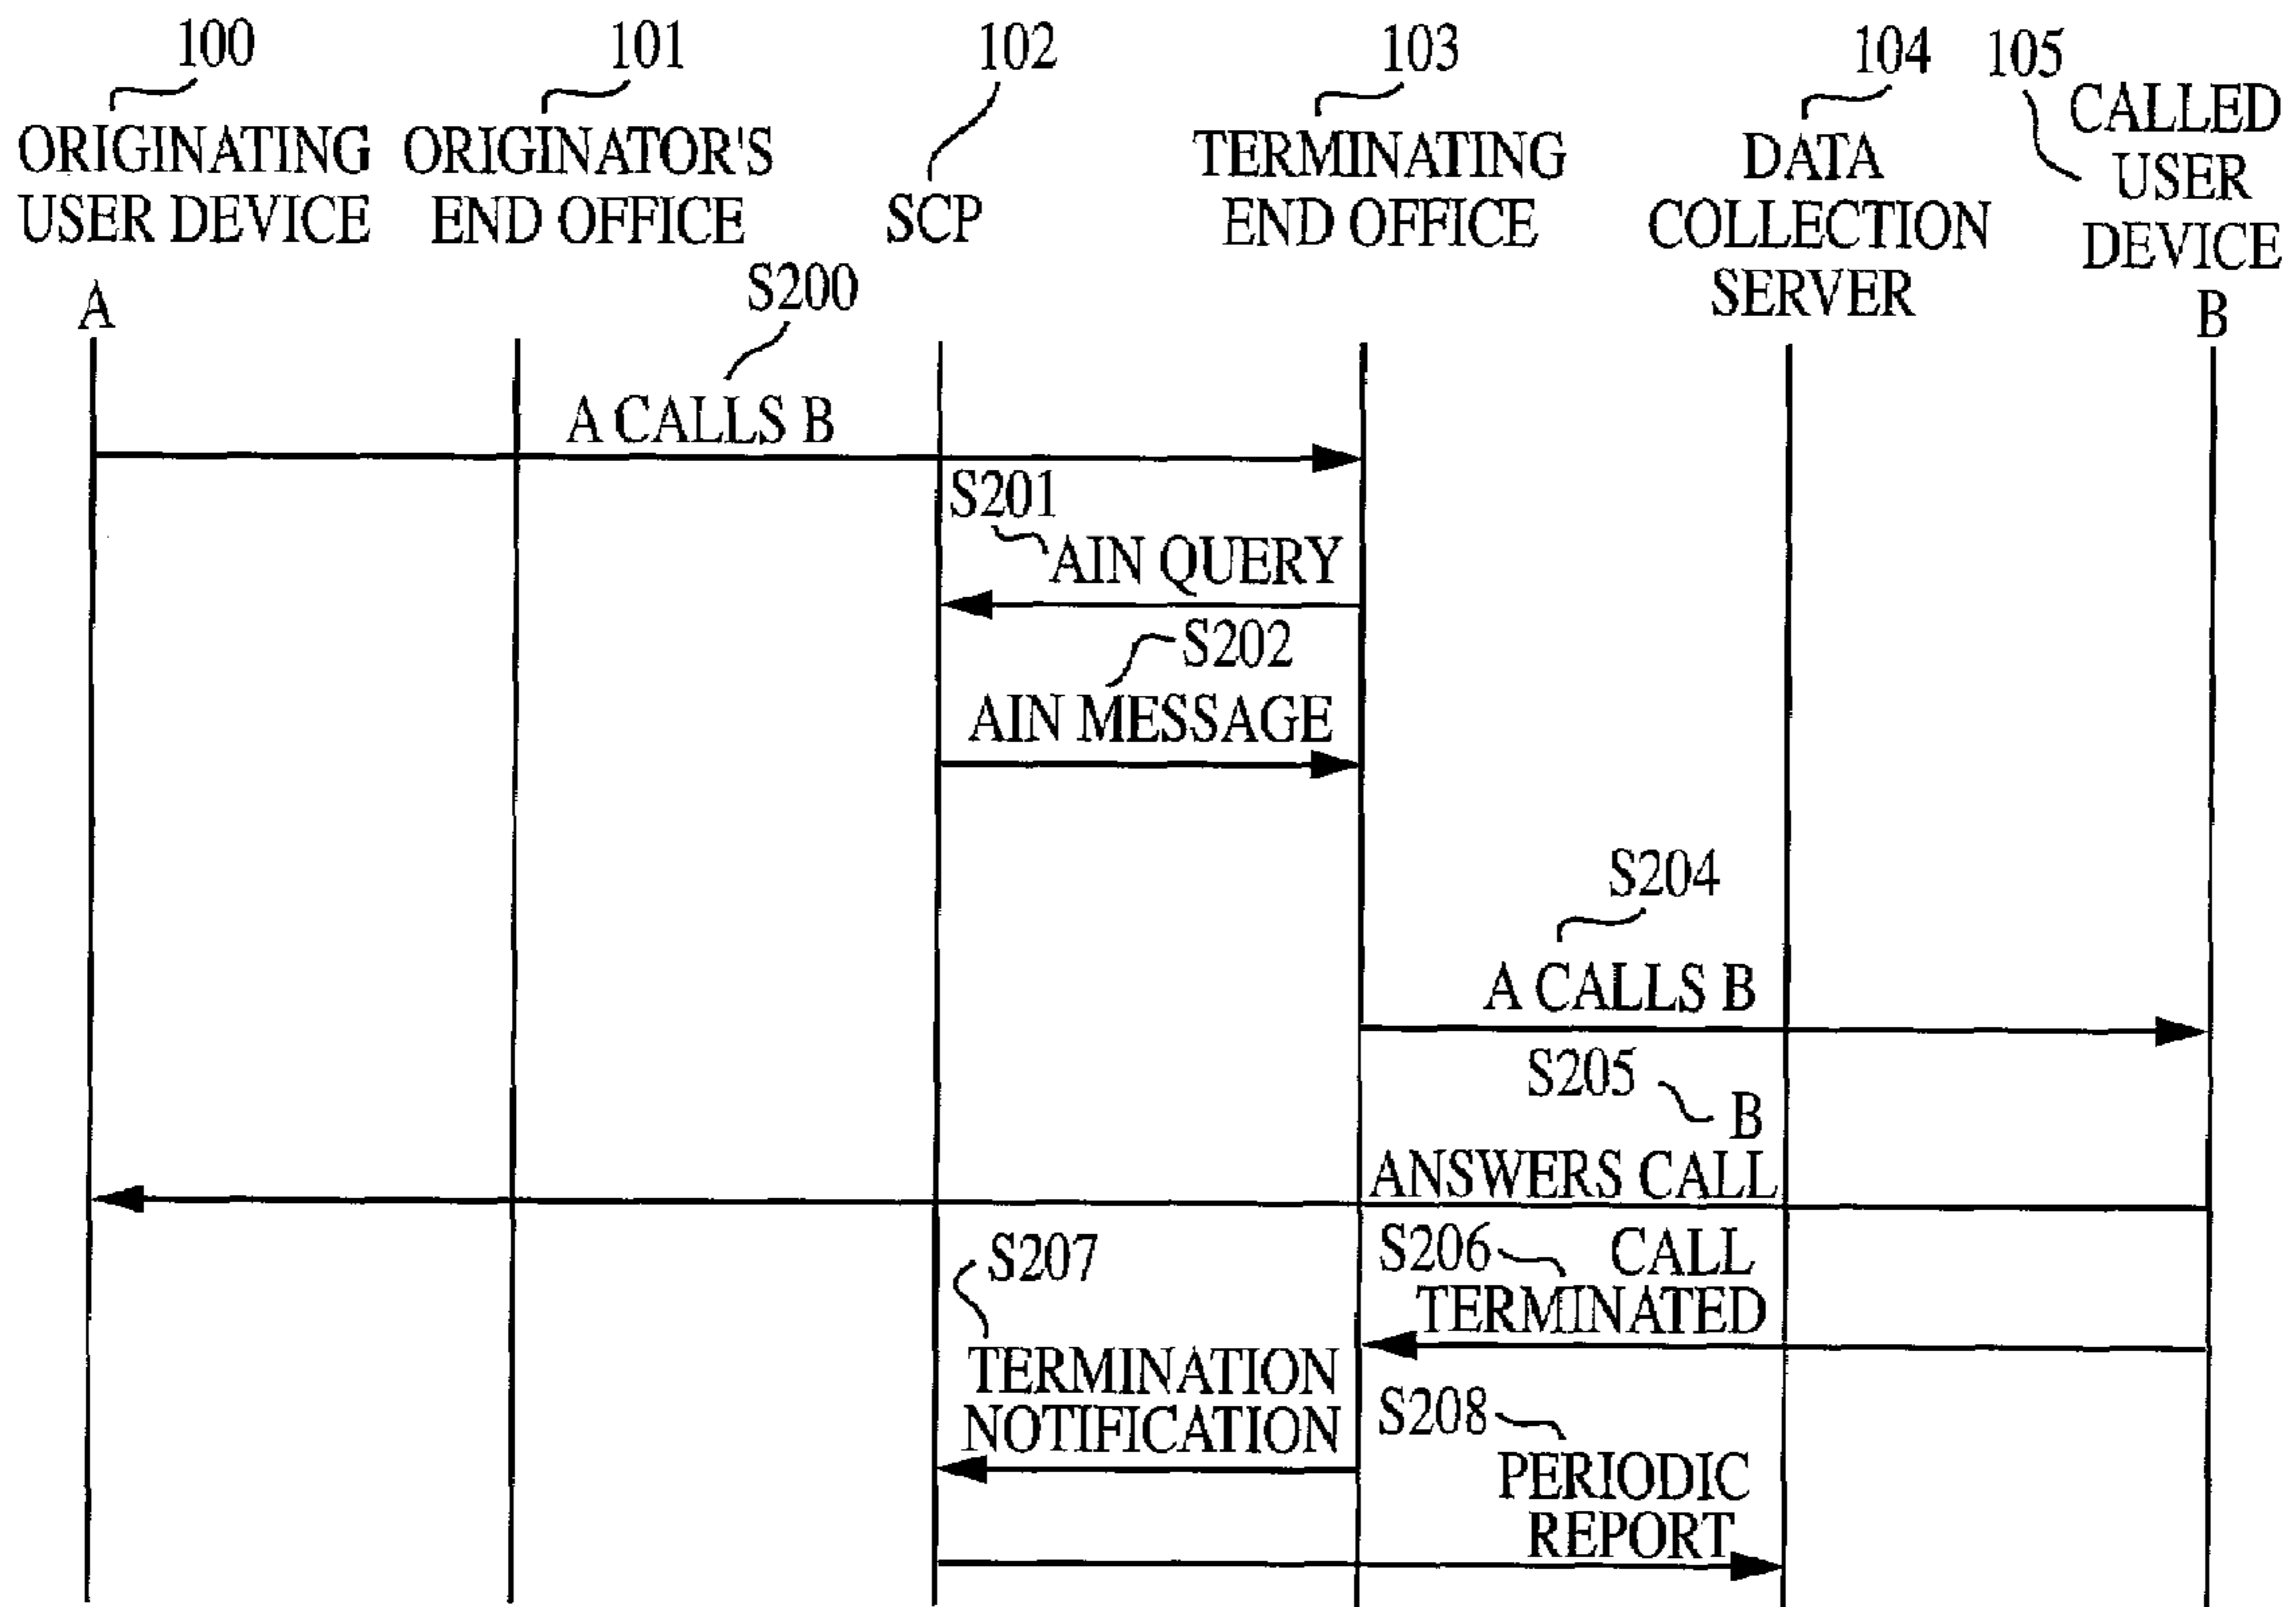 100
101
102
103
104
105
ORIGINATING
USER DEVICE
A
ORIGINATOR'S
END OFFICE
SCP
TERMINATING
END OFFICE
DATA
COLLECTION
SERVER
CALLED
USER
DEVICE
B
S200
A CALLS B
S201
AIN QUERY
S202
AIN MESSAGE
S204
A CALLS B
S205
B
ANSWERS CALL
S206
CALL
TERMINATED
S207
TERMINATION
NOTIFICATION
S208
PERIODIC
REPORT